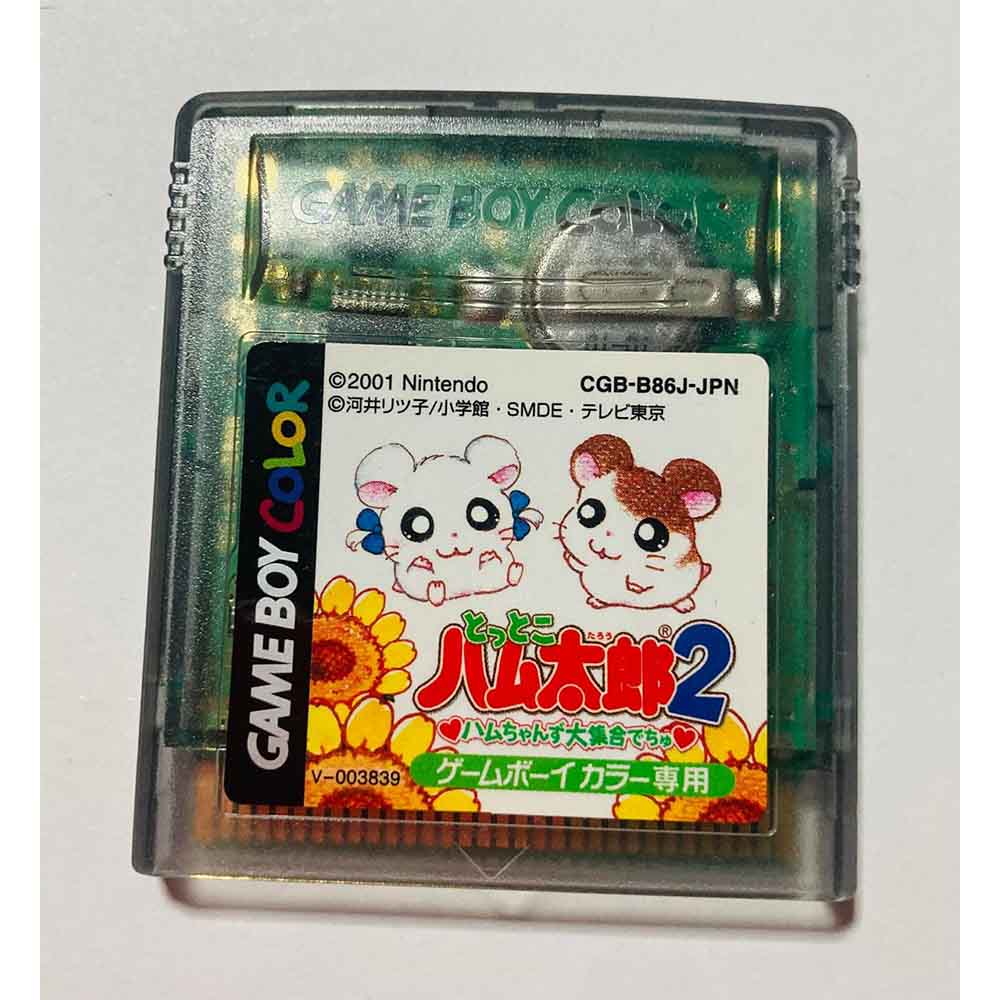 GAME BOY COLOR
©2001 Nintendo CGB-B86J-JPN
©河井リツ子/小学館・SMDE・テレビ東京
GAME BOY COLOR
とっとこ
たろう
ハム太郎®2
♥ハムちゃんず大集合でちゅ♥
V-003839
ゲームボーイ カラー専用